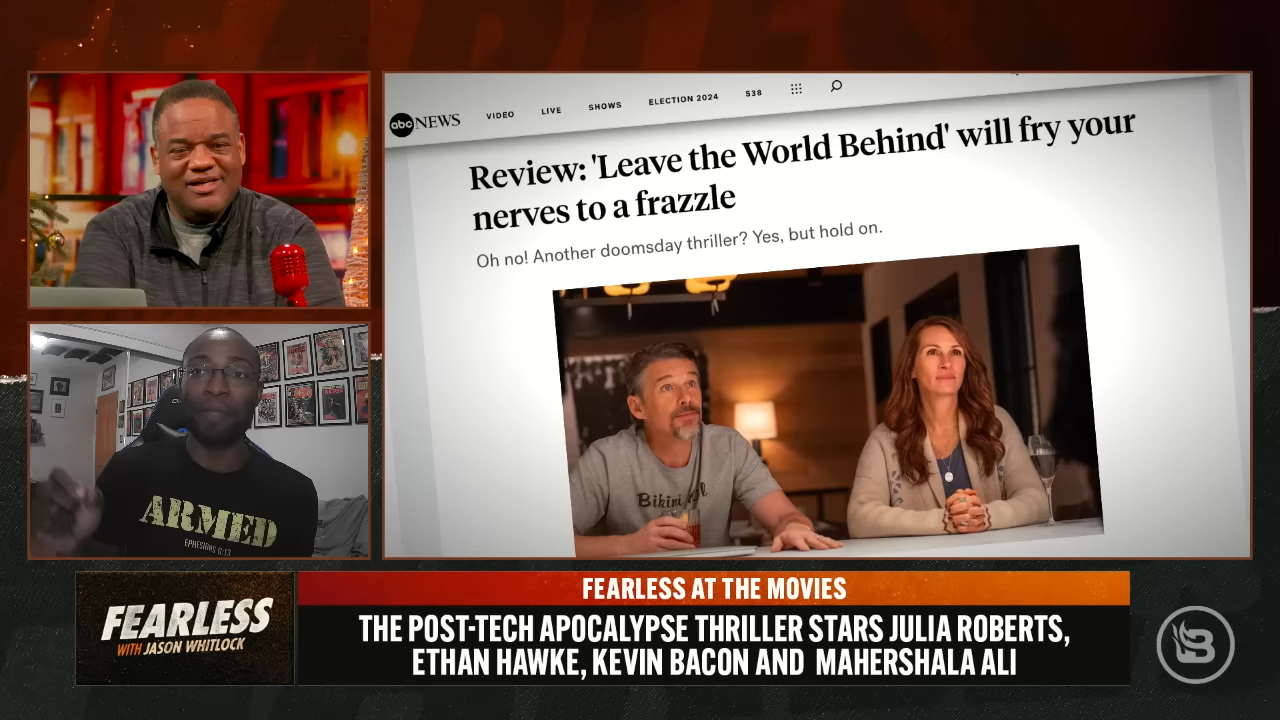 abc NEWS VIDEO LIVE SHOWS ELECTION 2024 538
Review: 'Leave the World Behind' will fry your
nerves to a frazzle
Oh no! Another doomsday thriller? Yes, but hold on.
Bikini
ARMED
EPHESIANS 6:13
FEARLESS
WITH JASON WHITLOCK
FEARLESS AT THE MOVIES
THE POST-TECH APOCALYPSE THRILLER STARS JULIA ROBERTS,
ETHAN HAWKE, KEVIN BACON AND MAHERSHALA ALI
B